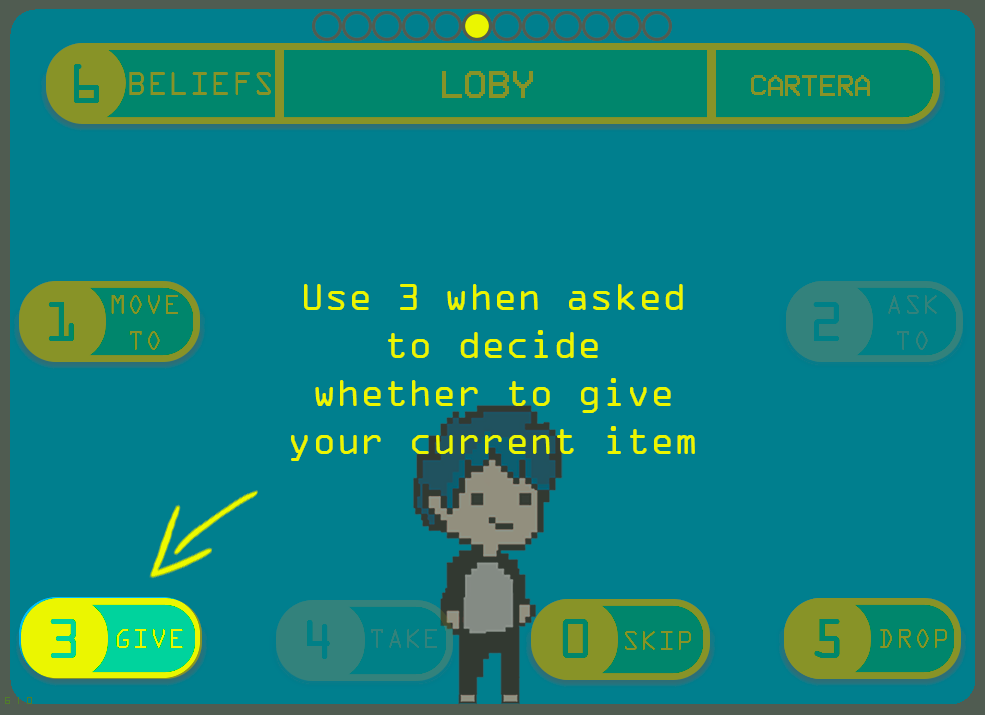 6 BELIEFS LOBY CARTERA
1 MOVE TO
2 ASK TO
Use 3 when asked
to decide
whether to give
your current item
3 GIVE
4 TAKE
0 SKIP
5 DROP